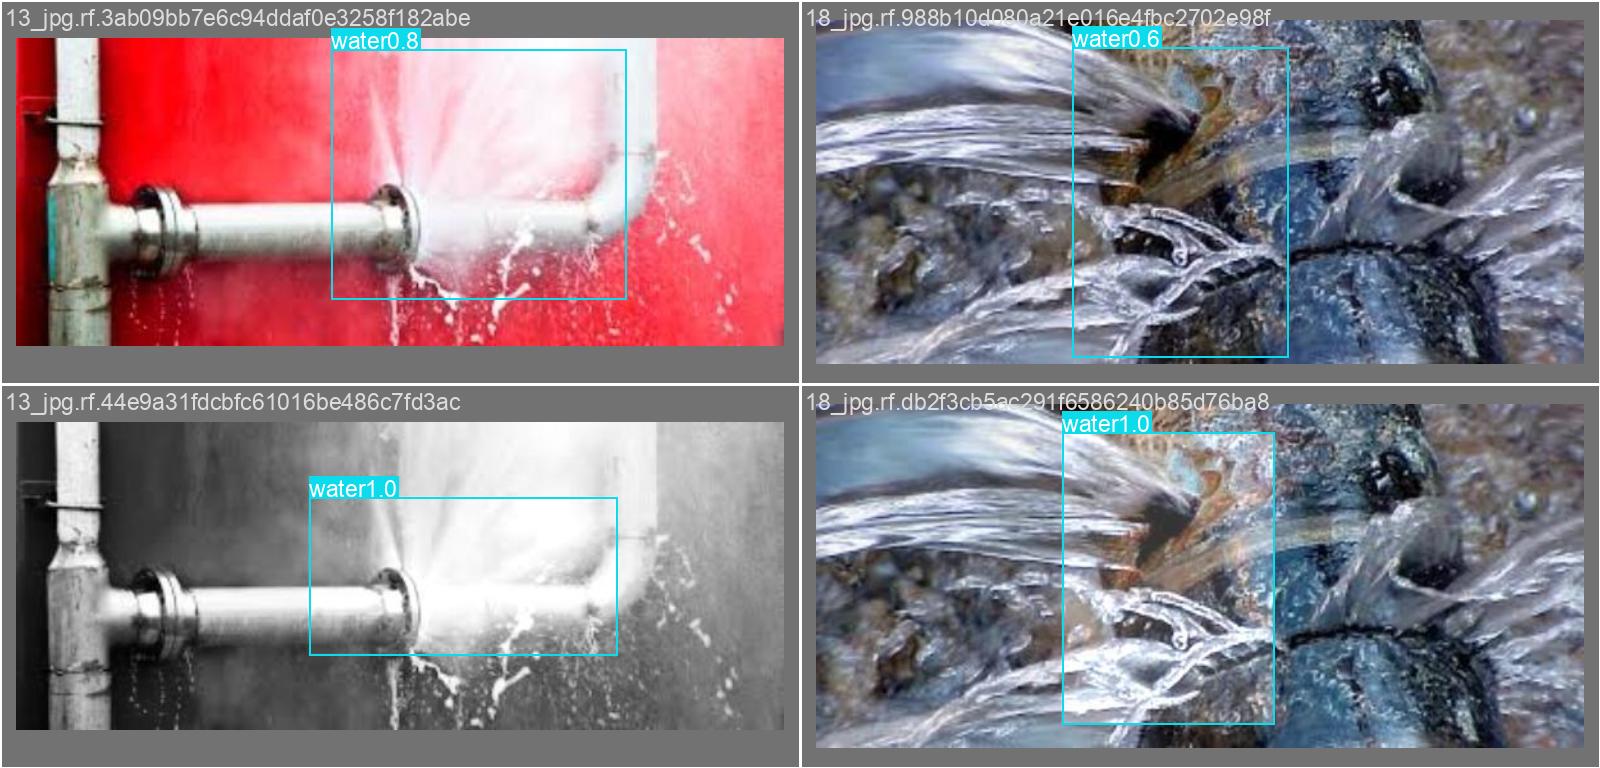 13_jpg.rf.3ab09bb7e6c94ddaf0e3258f182abe
water0.8
18_jpg.rf.988b10d080a21e016e4fbc2702e98f
water0.6
13_jpg.rf.44e9a31fdcbfc61016be486c7fd3ac
water1.0
18_jpg.rf.db2f3cb5ac291f6586240b85d76ba8
water1.0